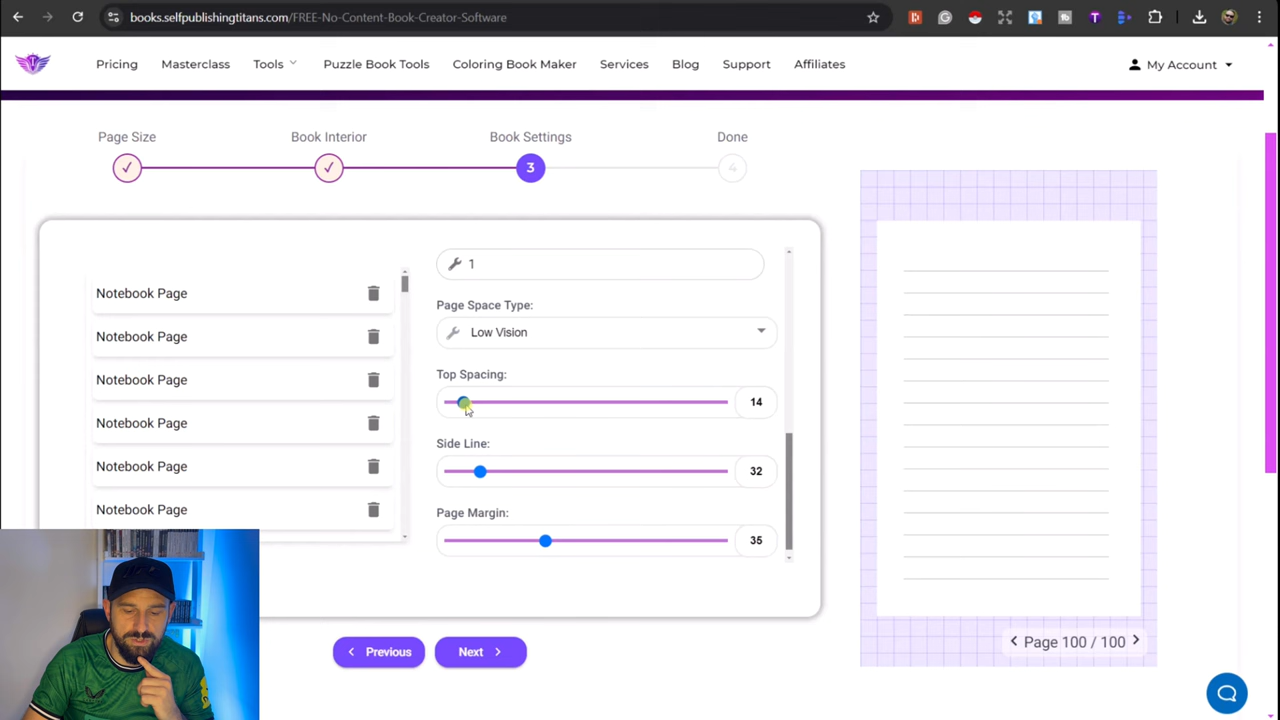 books.selfpublishingtitans.com/FREE-No-Content-Book-Creator-Software
Pricing
Masterclass
Tools
Puzzle Book Tools
Coloring Book Maker
Services
Blog
Support
Affiliates
My Account
Page Size
Book Interior
Book Settings
Done
3
4
Notebook Page
Notebook Page
Notebook Page
Notebook Page
Notebook Page
Notebook Page
1
Page Space Type:
Low Vision
Top Spacing:
14
Side Line:
32
Page Margin:
35
Previous
Next
Page 100 / 100